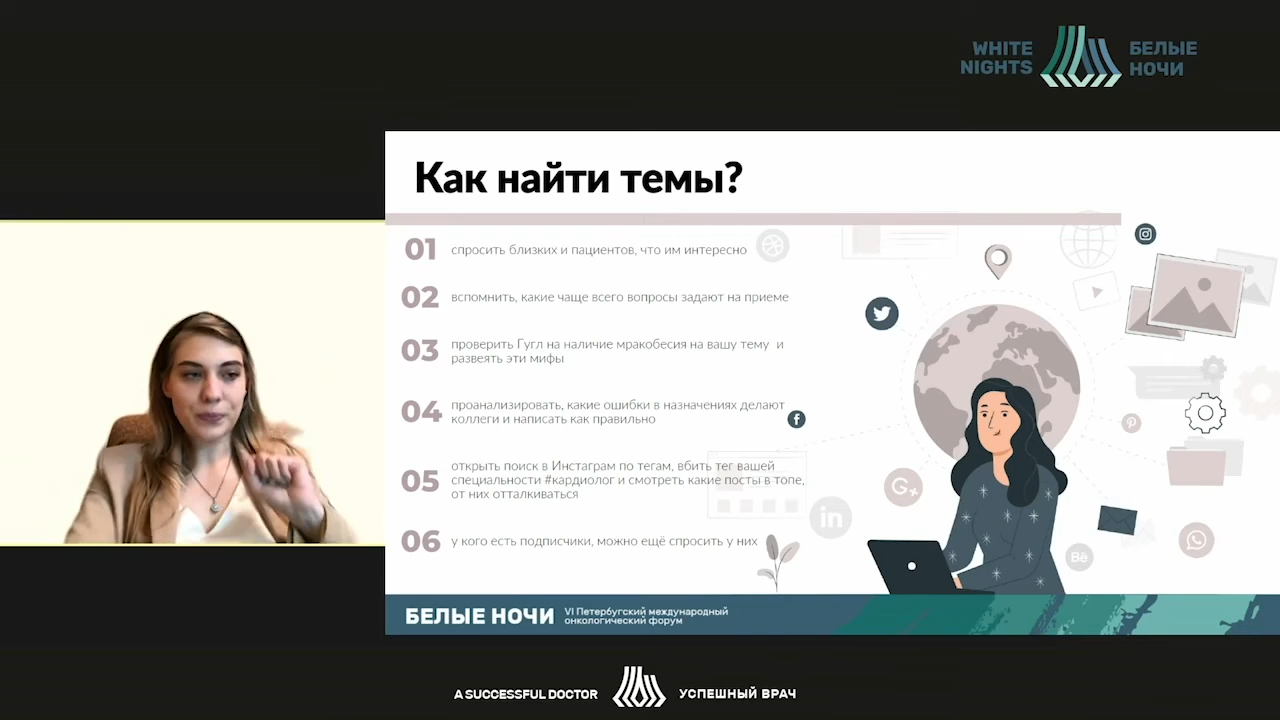 WHITE
NIGHTS
БЕЛЫЕ
НОЧИ
Как найти темы?
01 спросить близких и пациентов, что им интересно
02 вспомнить, какие чаще всего вопросы задают на приеме
03 проверить Гугл на наличие мракобесия на вашу тему и
развеять эти мифы
04 проанализировать, какие ошибки в назначениях делают
коллеги и написать как правильно
05 открыть поиск в Инстаграм по тегам, вбить тег вашей
специальности #кардиолог и смотреть какие посты в топе,
от них отталкиваться
06 у кого есть подписчики, можно ещё спросить у них
f
G+
in
Bē
БЕЛЫЕ НОЧИ
VI Петербугский международный
онкологический форум
A SUCCESSFUL DOCTOR
УСПЕШНЫЙ ВРАЧ